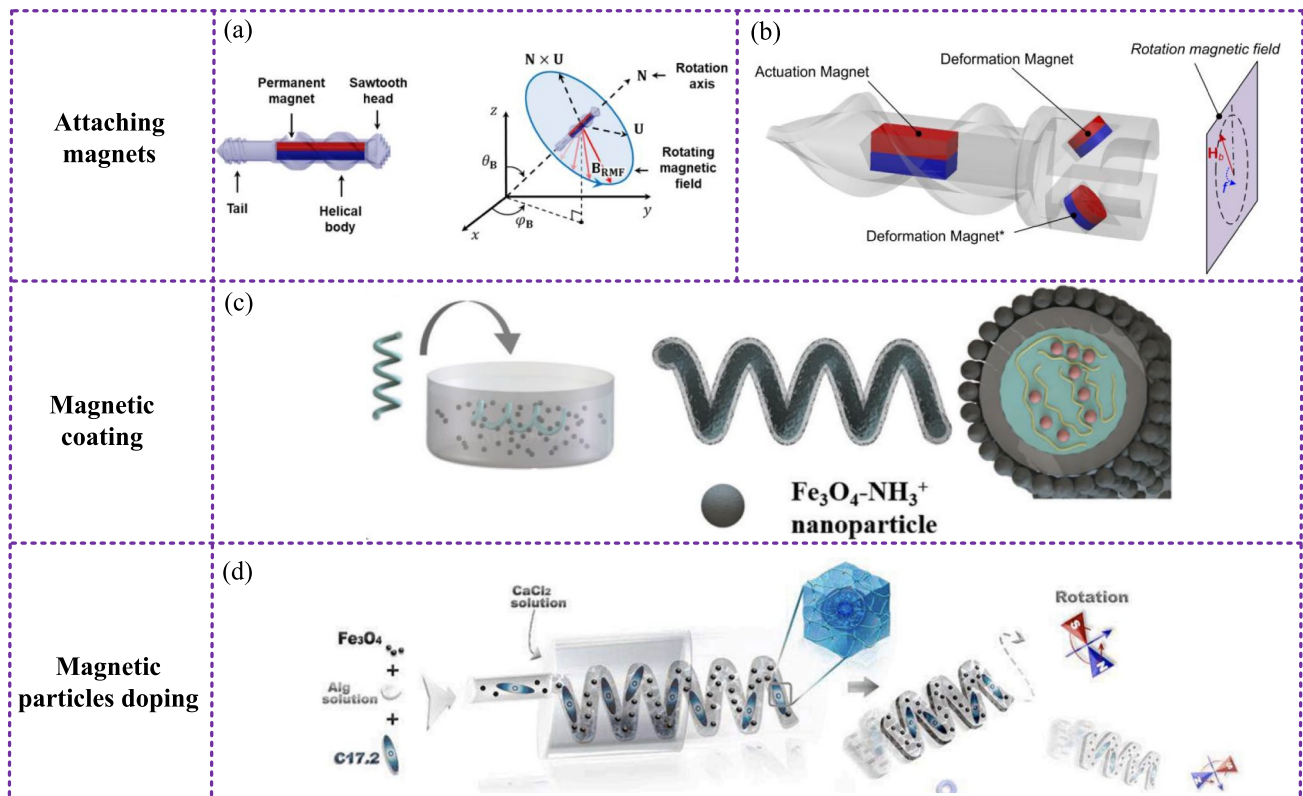 Attaching
magnets
(a)
Permanent
magnet
Sawtooth
head
Tail
Helical
body
N × U
N
Rotation
axis
z
U
θB
BRMF
Rotating
magnetic
field
φB
x
y
(b)
Actuation Magnet
Deformation Magnet
Rotation magnetic field
Hb
f
Deformation Magnet*
Magnetic
coating
(c)
Fe₃O₄-NH₃⁺
nanoparticle
Magnetic
particles doping
(d)
CaCl₂
solution
Fe₃O₄
+
Alg
solution
+
C17.2
Rotation
S
N